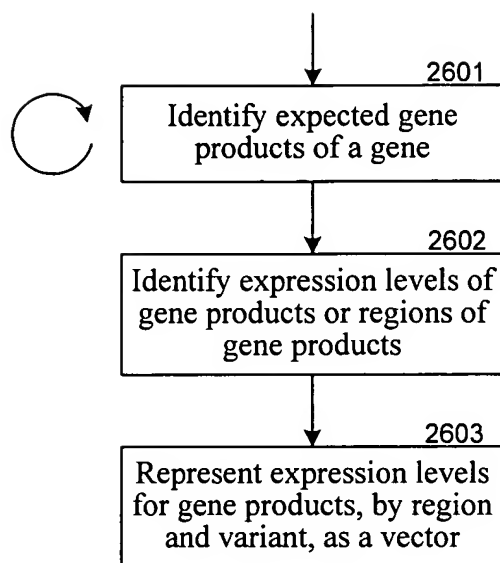 2601
Identify expected gene
products of a gene
2602
Identify expression levels of
gene products or regions of
gene products
2603
Represent expression levels
for gene products, by region
and variant, as a vector